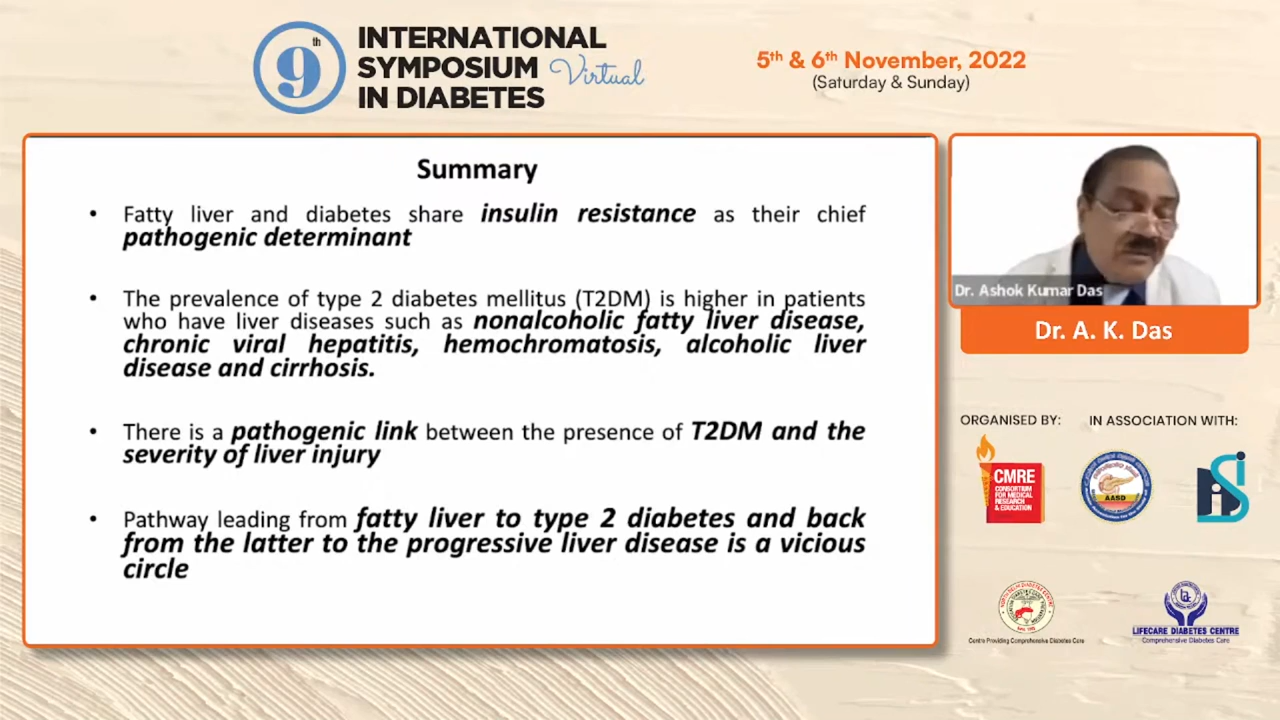 9th
INTERNATIONAL
SYMPOSIUM Virtual
IN DIABETES
5th & 6th November, 2022
(Saturday & Sunday)
Summary
• Fatty liver and diabetes share insulin resistance as their chief
pathogenic determinant
• The prevalence of type 2 diabetes mellitus (T2DM) is higher in patients
who have liver diseases such as nonalcoholic fatty liver disease,
chronic viral hepatitis, hemochromatosis, alcoholic liver
disease and cirrhosis.
• There is a pathogenic link between the presence of T2DM and the
severity of liver injury
• Pathway leading from fatty liver to type 2 diabetes and back
from the latter to the progressive liver disease is a vicious
circle
Dr. Ashok Kumar Das
Dr. A. K. Das
ORGANISED BY:
IN ASSOCIATION WITH:
CMRE
CONSORTIUM
FOR MEDICAL
RESEARCH
& EDUCATION
AASD
Centre Providing Comprehensive Diabetes Care
LIFECARE DIABETES CENTRE
Comprehensive Diabetes Care